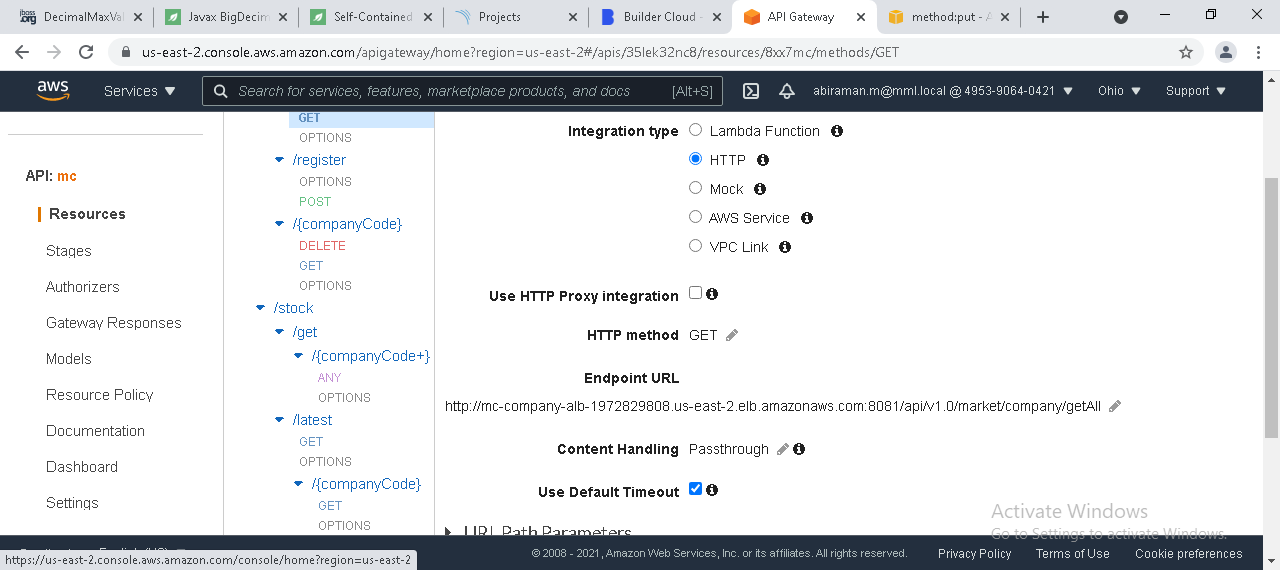 DecimalMaxVal
Javax BigDecim
Self-Contained
Projects
Builder Cloud -
API Gateway
method:put - A
us-east-2.console.aws.amazon.com/apigateway/home?region=us-east-2#/apis/35lek32nc8/resources/8xx7mc/methods/GET
aws Services Search for services, features, marketplace products, and docs [Alt+S] abiraman.m@mml.local @ 4953-9064-0421 Ohio Support
API: mc
Resources
Stages
Authorizers
Gateway Responses
Models
Resource Policy
Documentation
Dashboard
Settings
GET
OPTIONS
/register
OPTIONS
POST
/{companyCode}
DELETE
GET
OPTIONS
/stock
/get
/{companyCode+}
ANY
OPTIONS
/latest
GET
OPTIONS
/{companyCode}
GET
OPTIONS
Integration type Lambda Function
HTTP
Mock
AWS Service
VPC Link
Use HTTP Proxy integration
HTTP method GET
Endpoint URL
http://mc-company-alb-1972829808.us-east-2.elb.amazonaws.com:8081/api/v1.0/market/company/getAll
Content Handling Passthrough
Use Default Timeout
URL Path Parameters
Activate Windows
Go to Settings to activate Windows.
https://us-east-2.console.aws.amazon.com/apigateway/home?region=us-east-2
© 2008 - 2021, Amazon Web Services, Inc. or its affiliates. All rights reserved. Privacy Policy Terms of Use Cookie preferences